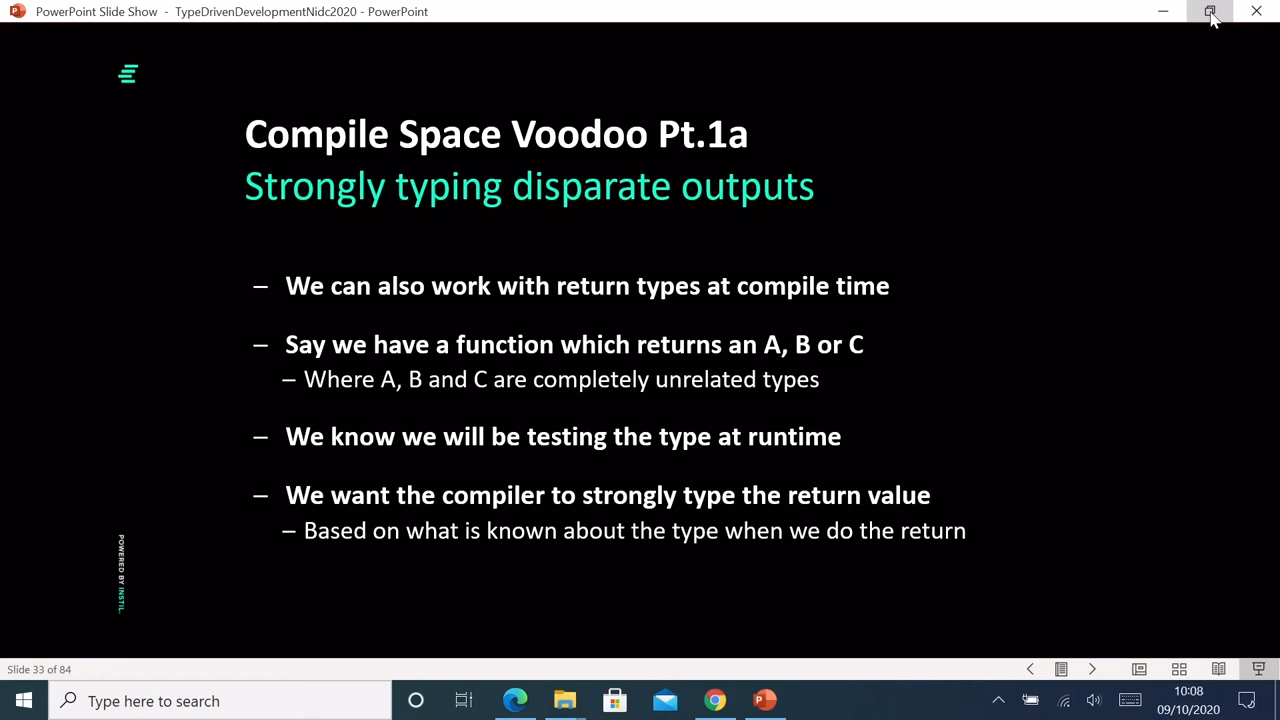 PowerPoint Slide Show - TypeDrivenDevelopmentNidc2020 - PowerPoint
Compile Space Voodoo Pt.1a
Strongly typing disparate outputs
– We can also work with return types at compile time
– Say we have a function which returns an A, B or C
– Where A, B and C are completely unrelated types
– We know we will be testing the type at runtime
– We want the compiler to strongly type the return value
– Based on what is known about the type when we do the return
POWERED BY INSTIL.
Slide 33 of 84
Type here to search
10:08
09/10/2020